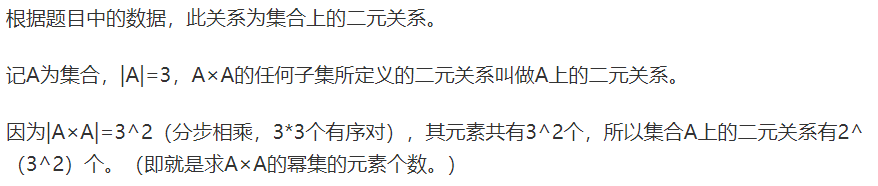 根据题目中的数据，此关系为集合上的二元关系。
记A为集合，|A|=3，A×A的任何子集所定义的二元关系叫做A上的二元关系。
因为|A×A|=3^2（分步相乘，3*3个有序对），其元素共有3^2个，所以集合A上的二元关系有2^
（3^2）个。（即就是求A×A的幂集的元素个数。）